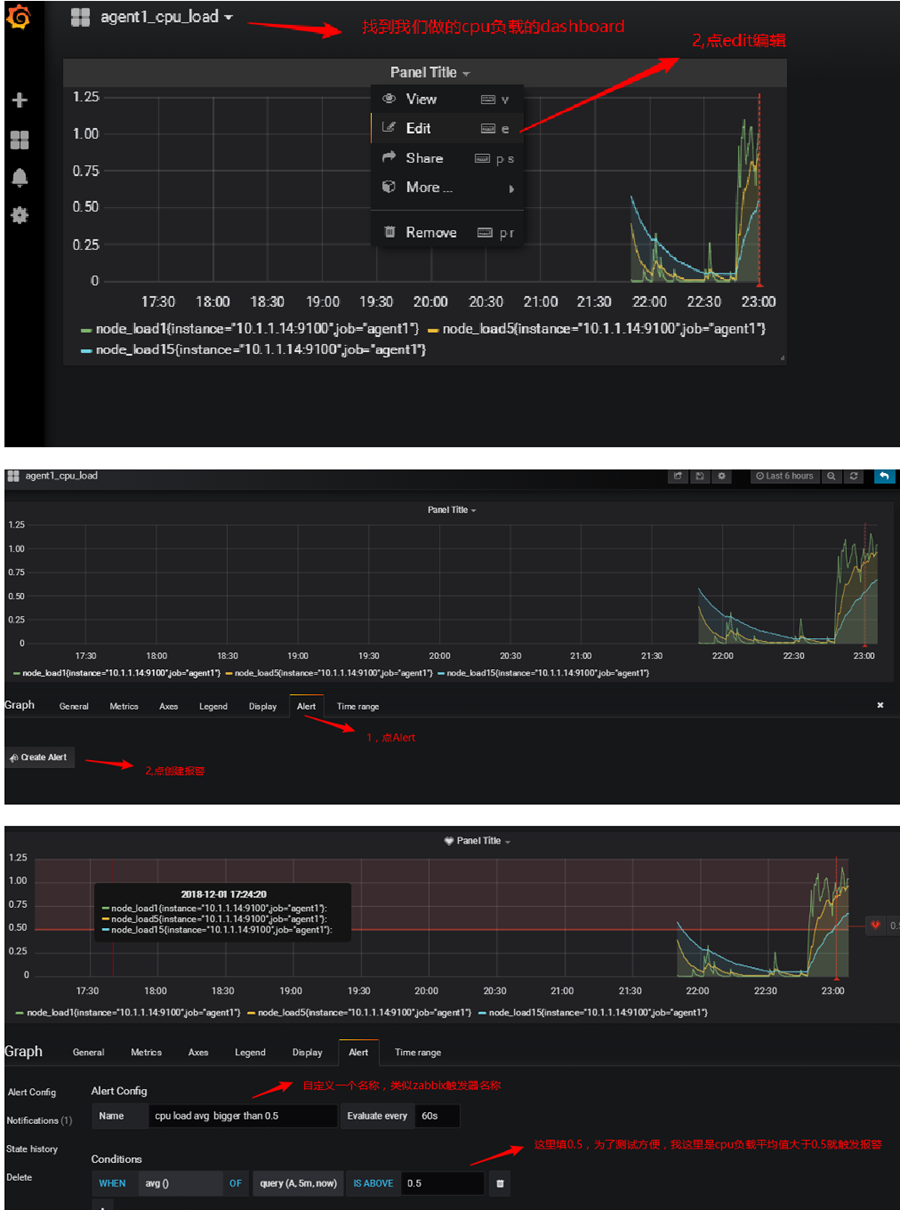 agent1_cpu_load
找到我们做的cpu负载的dashboard
2,点edit编辑
Panel Title
1.25
View v
1.00
Edit e
Share p s
0.75
More ...
0.50
Remove p r
0.25
0
17:30 18:00 18:30 19:00 19:30 20:00 20:30 21:00 21:30 22:00 22:30 23:00
node_load1{instance="10.1.1.14:9100",job="agent1"} node_load5{instance="10.1.1.14:9100",job="agent1"}
node_load15{instance="10.1.1.14:9100",job="agent1"}
agent1_cpu_load
Last 6 hours
Panel Title
1.25
1.00
0.75
0.50
0.25
0
17:30 18:00 18:30 19:00 19:30 20:00 20:30 21:00 21:30 22:00 22:30 23:00
node_load1{instance="10.1.1.14:9100",job="agent1"} node_load5{instance="10.1.1.14:9100",job="agent1"} node_load15{instance="10.1.1.14:9100",job="agent1"}
Graph General Metrics Axes Legend Display Alert Time range
1，点Alert
Create Alert
2,点创建报警
Panel Title
1.25
1.00
0.75
0.50
0.25
0
2018-12-01 17:24:20
node_load1{instance="10.1.1.14:9100",job="agent1"}:
node_load5{instance="10.1.1.14:9100",job="agent1"}:
node_load15{instance="10.1.1.14:9100",job="agent1"}:
0.5
17:30 18:00 18:30 19:00 19:30 20:00 20:30 21:00 21:30 22:00 22:30 23:00
node_load1{instance="10.1.1.14:9100",job="agent1"} node_load5{instance="10.1.1.14:9100",job="agent1"} node_load15{instance="10.1.1.14:9100",job="agent1"}
Graph General Metrics Axes Legend Display Alert Time range
Alert Config
Notifications (1)
State history
Delete
Alert Config
自定义一个名称，类似zabbix触发器名称
Name cpu load avg bigger than 0.5 Evaluate every 60s
这里填0.5，为了测试方便，我这里是cpu负载平均值大于0.5就触发报警
Conditions
WHEN avg () OF query (A, 5m, now) IS ABOVE 0.5